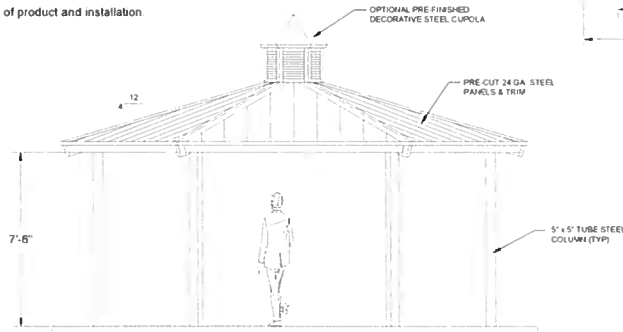 of product and installation.
OPTIONAL PRE-FINISHED
DECORATIVE STEEL CUPOLA
12
4
PRE-CUT 24 GA. STEEL
PANELS & TRIM
7'-6"
5" x 5" TUBE STEEL
COLUMN (TYP)